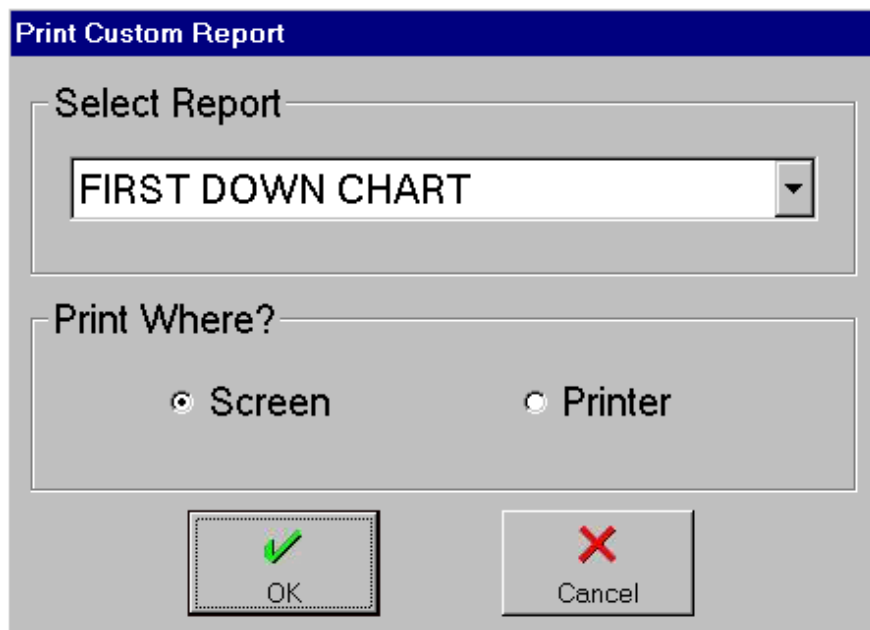 Print Custom Report
Select Report
FIRST DOWN CHART
Print Where?
Screen Printer
OK Cancel